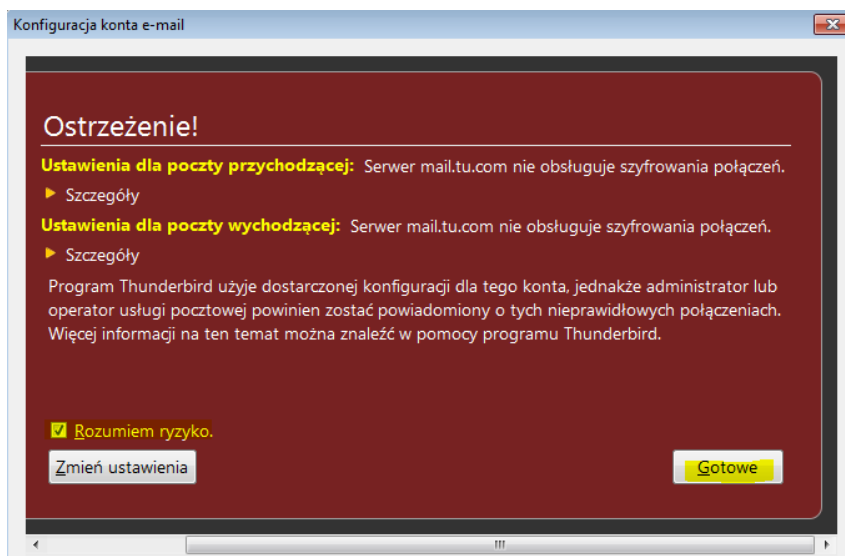 Konfiguracja konta e-mail
Ostrzeżenie!
Ustawienia dla poczty przychodzącej: Serwer mail.tu.com nie obsługuje szyfrowania połączeń.
Szczegóły
Ustawienia dla poczty wychodzącej: Serwer mail.tu.com nie obsługuje szyfrowania połączeń.
Szczegóły
Program Thunderbird użyje dostarczonej konfiguracji dla tego konta, jednakże administrator lub
operator usługi pocztowej powinien zostać powiadomiony o tych nieprawidłowych połączeniach.
Więcej informacji na ten temat można znaleźć w pomocy programu Thunderbird.
Rozumiem ryzyko.
Zmień ustawienia
Gotowe